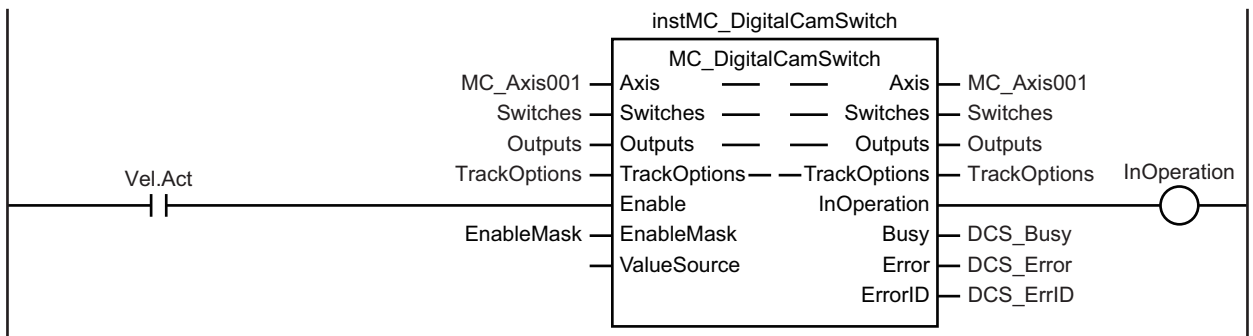 instMC_DigitalCamSwitch
MC_DigitalCamSwitch
MC_Axis001 Axis Axis MC_Axis001
Switches Switches Switches Switches
Outputs Outputs Outputs Outputs
Vel.Act TrackOptions TrackOptions TrackOptions TrackOptions InOperation
Enable InOperation
EnableMask EnableMask Busy DCS_Busy
ValueSource Error DCS_Error
ErrorID DCS_ErrID